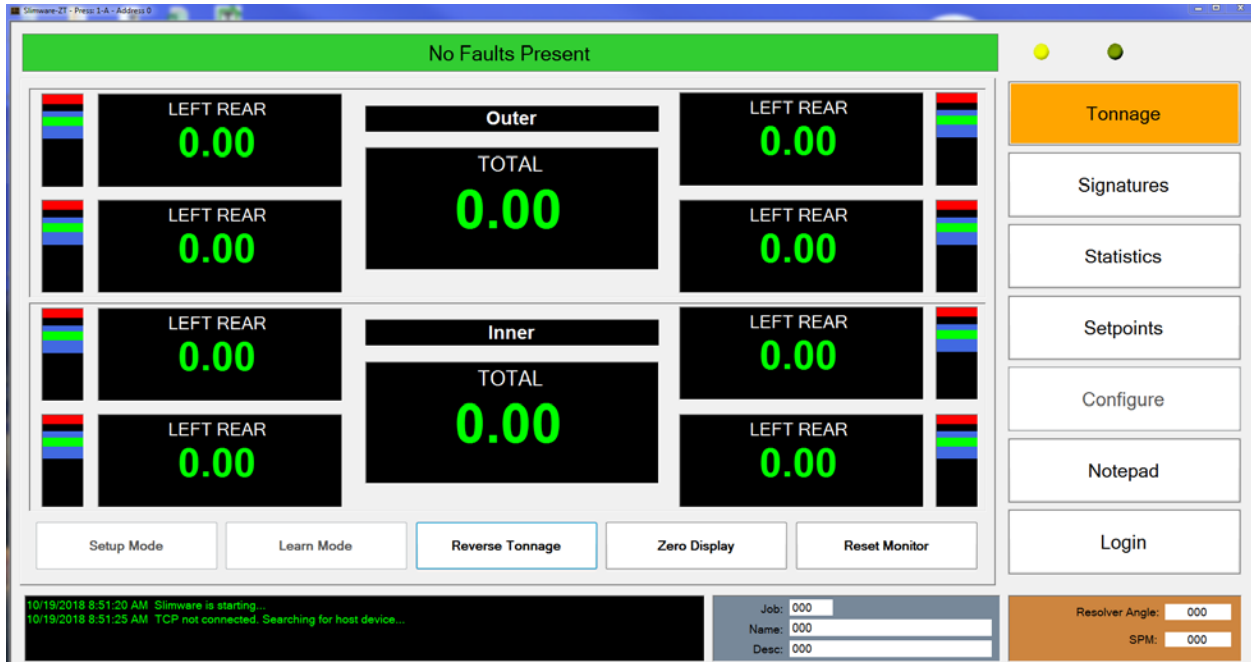 Slimware-ZT - Press: 1-A - Address 0
No Faults Present
LEFT REAR
0.00
Outer
LEFT REAR
0.00
TOTAL
0.00
LEFT REAR
0.00
LEFT REAR
0.00
LEFT REAR
0.00
Inner
LEFT REAR
0.00
TOTAL
0.00
LEFT REAR
0.00
LEFT REAR
0.00
Setup Mode
Learn Mode
Reverse Tonnage
Zero Display
Reset Monitor
Tonnage
Signatures
Statistics
Setpoints
Configure
Notepad
Login
10/19/2018 8:51:20 AM Slimware is starting...
10/19/2018 8:51:25 AM TCP not connected. Searching for host device...
Job: 000
Name: 000
Desc: 000
Resolver Angle: 000
SPM: 000